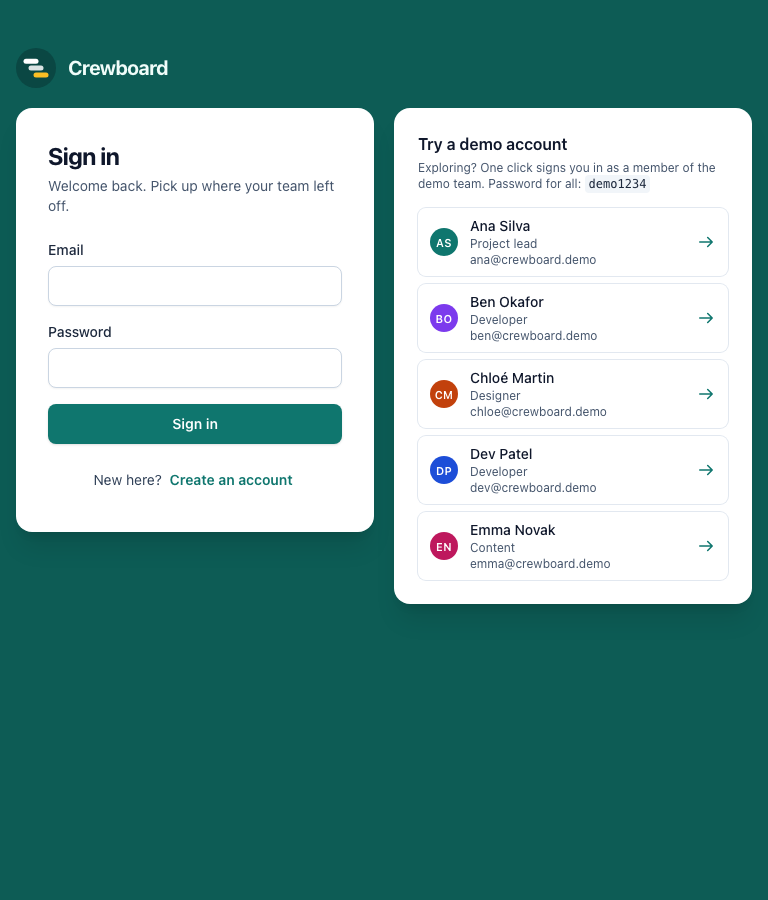 Crewboard
Sign in
Welcome back. Pick up where your team left
off.
Email
Password
Sign in
New here? Create an account
Try a demo account
Exploring? One click signs you in as a member of the
demo team. Password for all: demo1234
AS
Ana Silva
Project lead
ana@crewboard.demo
BO
Ben Okafor
Developer
ben@crewboard.demo
CM
Chloé Martin
Designer
chloe@crewboard.demo
DP
Dev Patel
Developer
dev@crewboard.demo
EN
Emma Novak
Content
emma@crewboard.demo